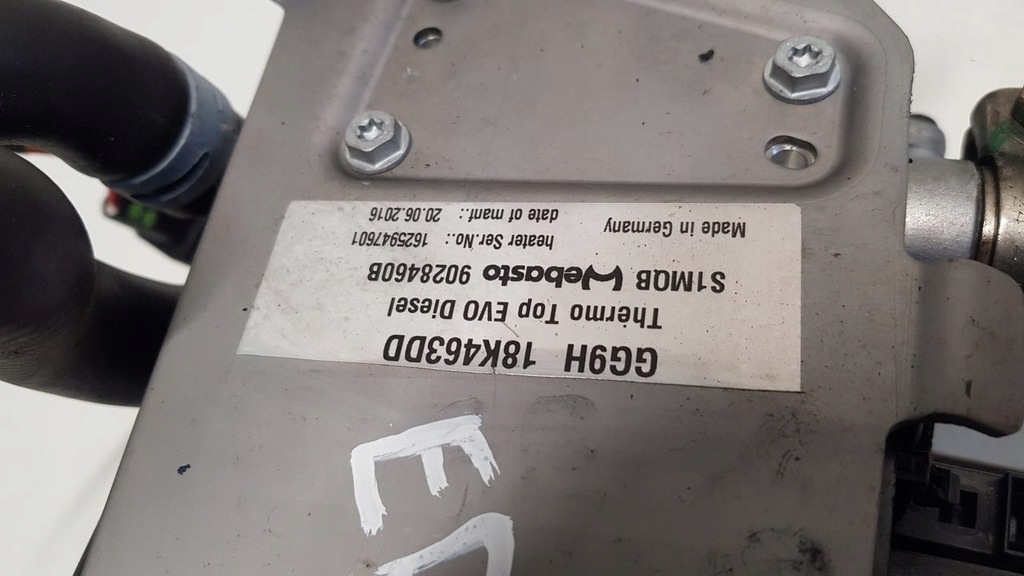 GG9H 18K463DD
Thermo Top EVO Diesel
S1MQB Webasto 9028460B
heater Ser.No.: 1625947601
Made in Germany date of manf.: 20.06.2016